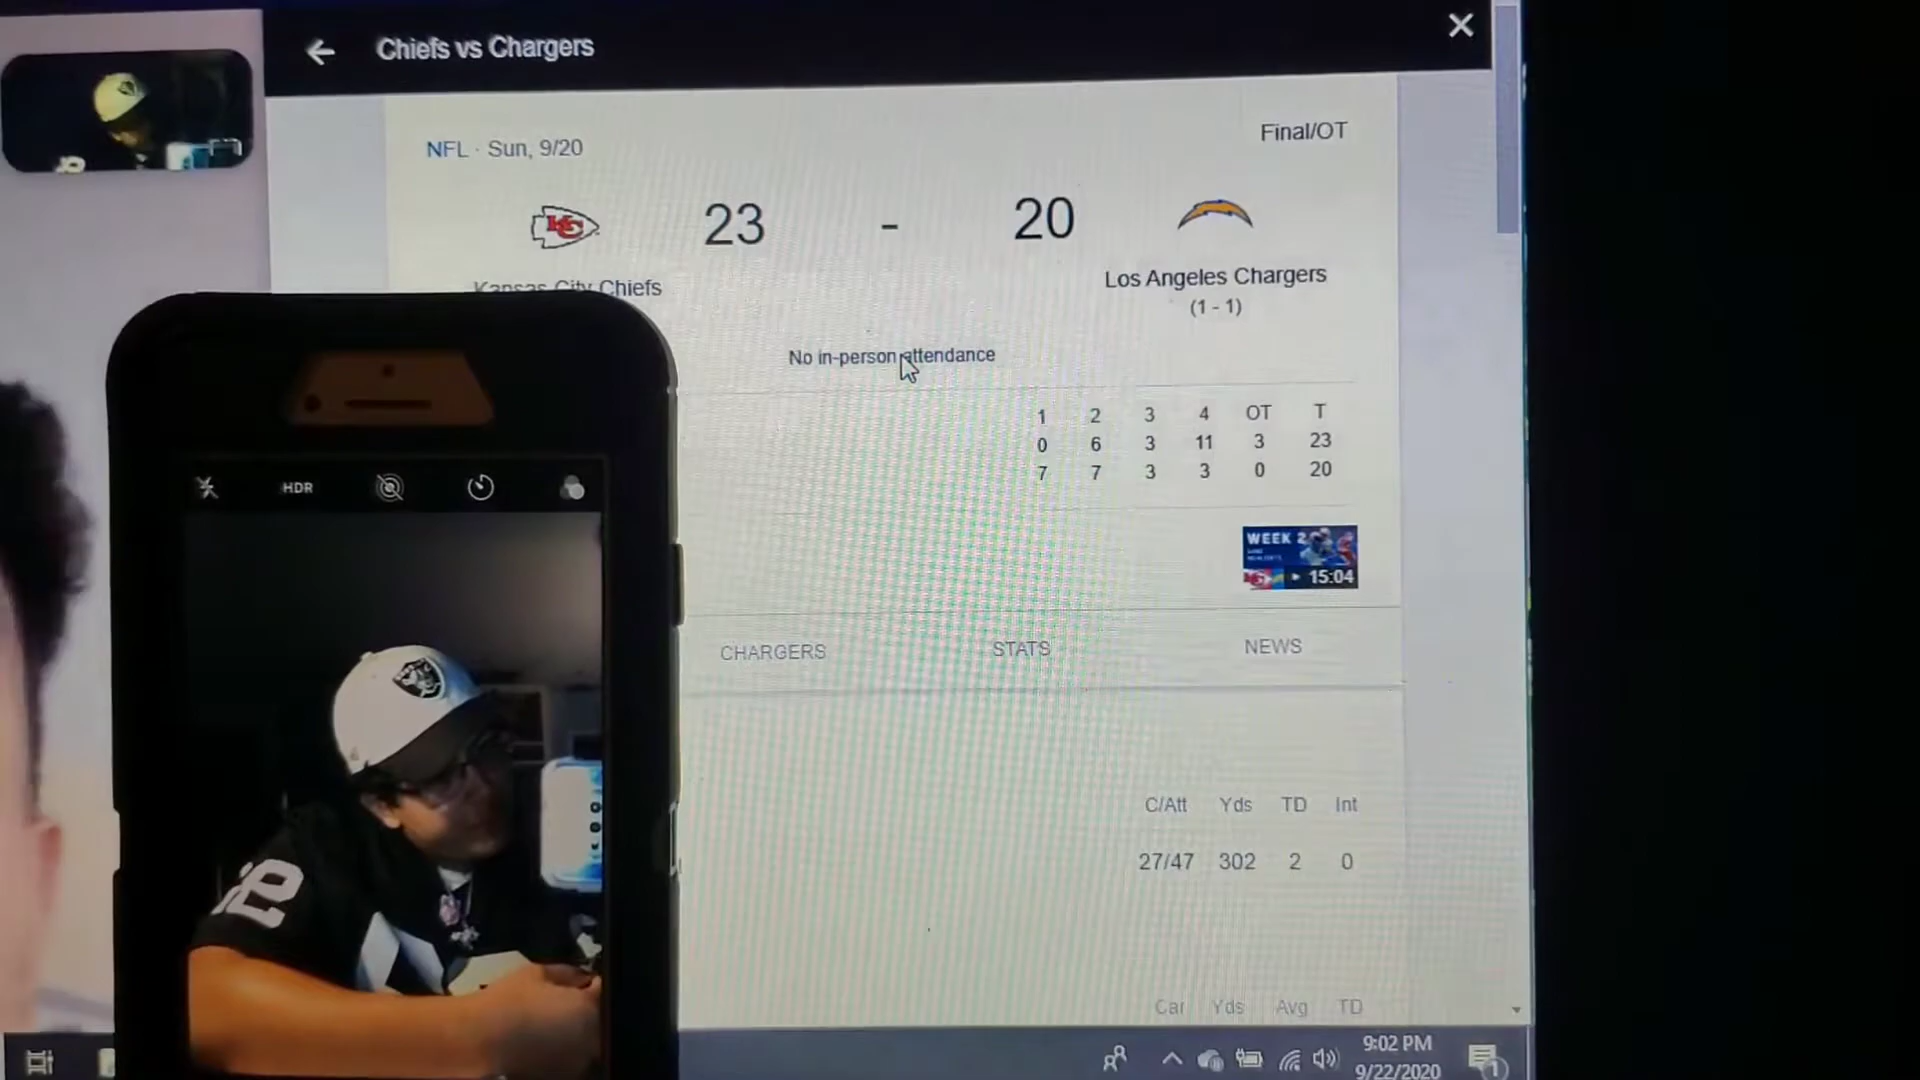 Chiefs vs Chargers
NFL · Sun, 9/20
Final/OT
23 - 20
Kansas City Chiefs
Los Angeles Chargers
(1 - 1)
No in-person attendance
1 2 3 4 OT T
0 6 3 11 3 23
7 7 3 3 0 20
WEEK 2
15:04
HDR
CHARGERS STATS NEWS
C/Att Yds TD Int
27/47 302 2 0
Car Yds Avg TD
9:02 PM
9/22/2020
1